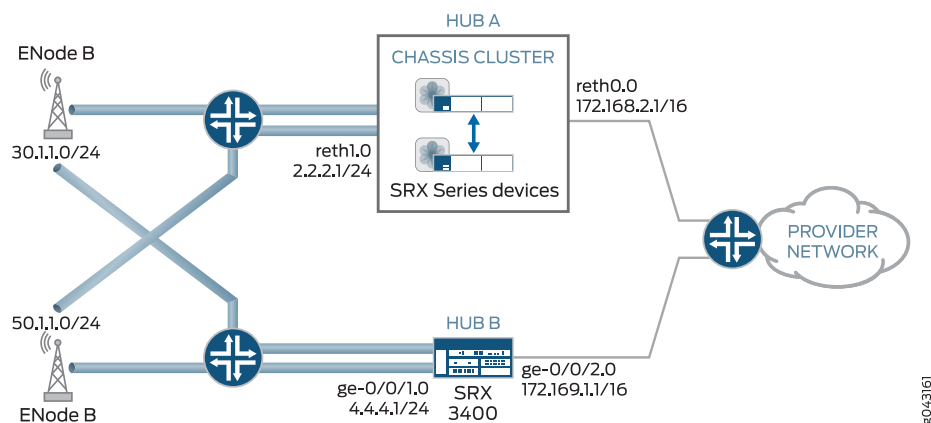 HUB A
ENode B
CHASSIS CLUSTER
reth0.0
172.168.2.1/16
30.1.1.0/24
reth1.0
2.2.2.1/24
SRX Series devices
PROVIDER
NETWORK
50.1.1.0/24
HUB B
ge-0/0/1.0
4.4.4.1/24
SRX
3400
ge-0/0/2.0
172.169.1.1/16
ENode B
g043161